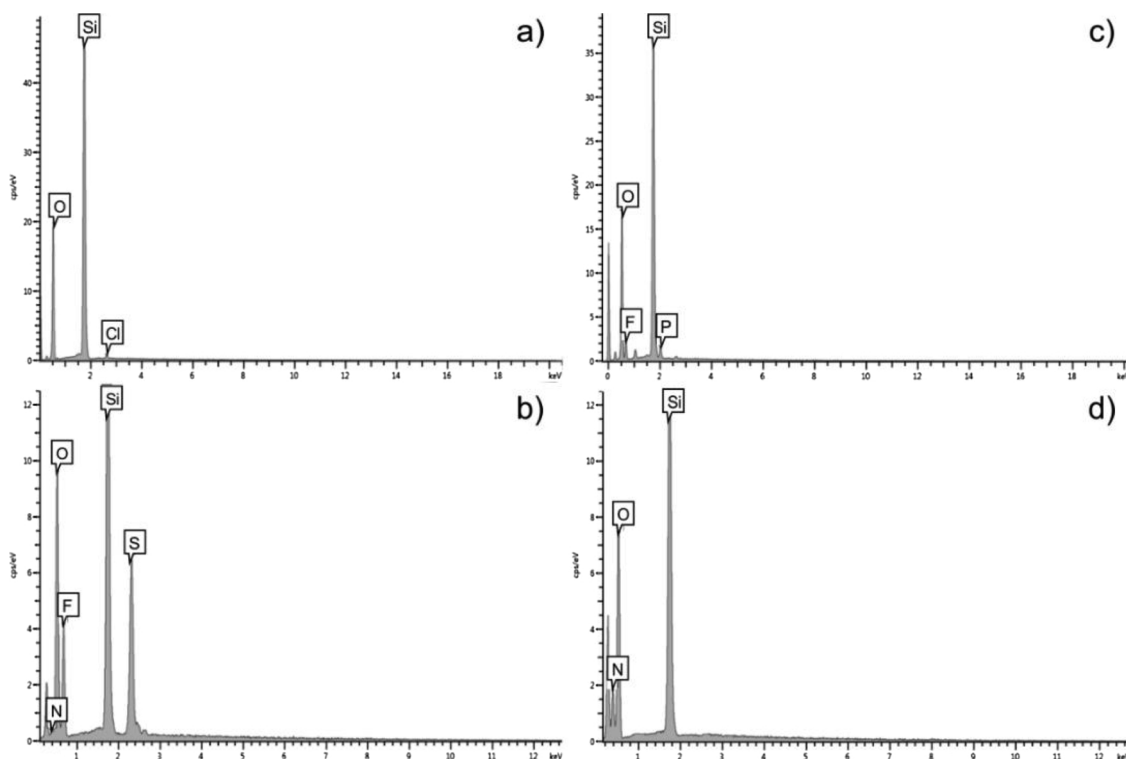 a)
Si
O
Cl
cps/eV
40
30
20
10
0
2 4 6 8 10 12 14 16 18 keV
c)
Si
O
F
P
cps/eV
35
30
25
20
15
10
5
0
0 2 4 6 8 10 12 14 16 18 keV
b)
Si
O
S
F
N
cps/eV
12
10
8
6
4
2
0
1 2 3 4 5 6 7 8 9 10 11 12 keV
d)
Si
O
N
cps/eV
12
10
8
6
4
2
0
1 2 3 4 5 6 7 8 9 10 11 12 keV